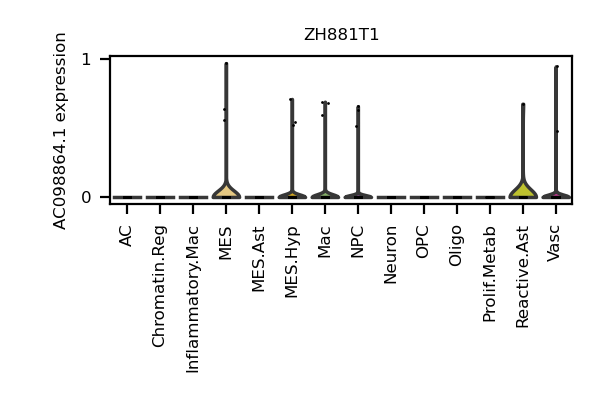 ZH881T1
AC098864.1 expression
1
0
AC
Chromatin.Reg
Inflammatory.Mac
MES
MES.Ast
MES.Hyp
Mac
NPC
Neuron
OPC
Oligo
Prolif.Metab
Reactive.Ast
Vasc